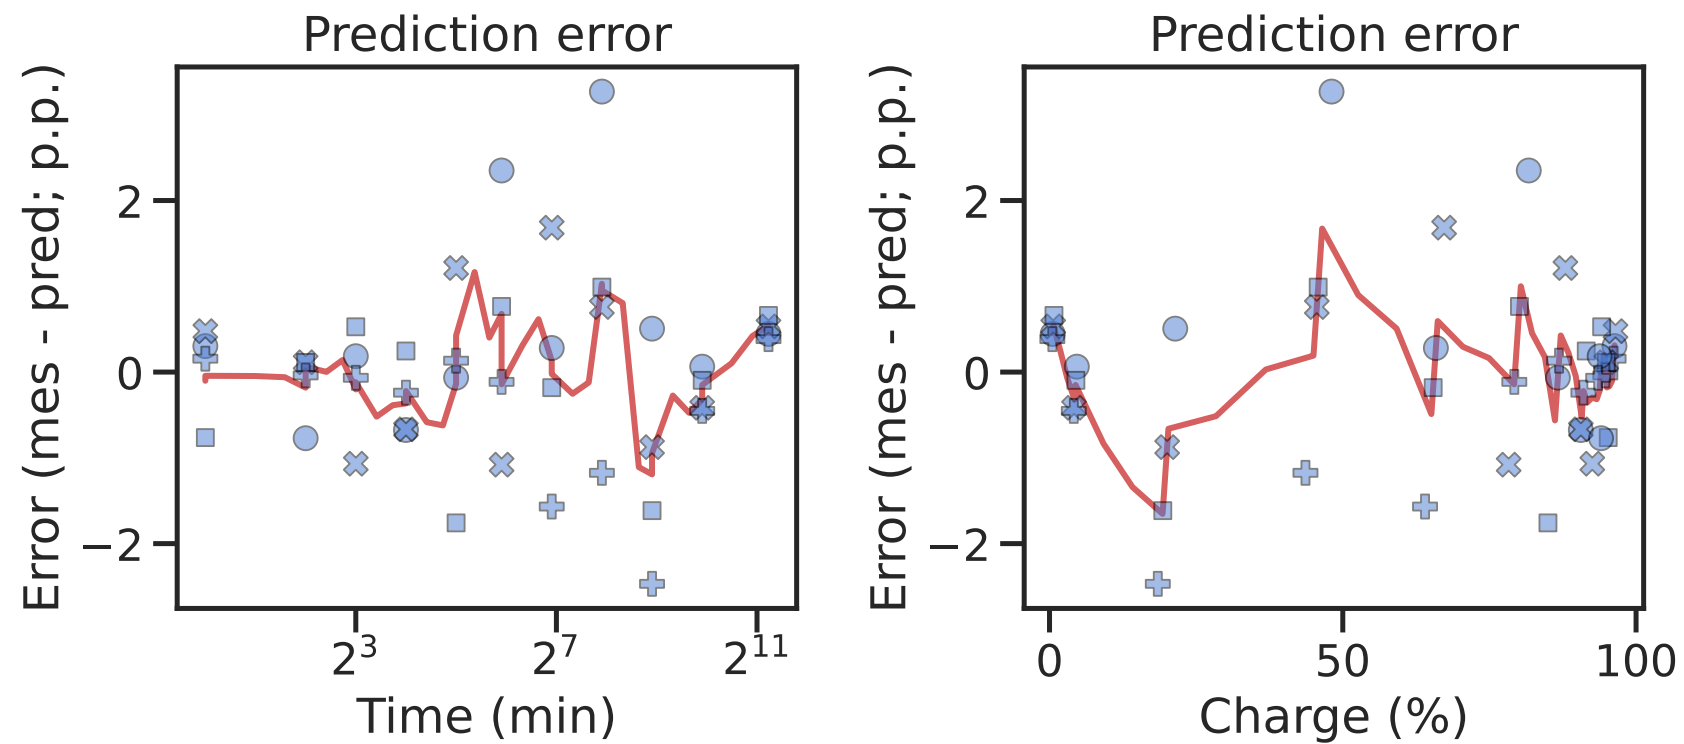 Prediction error
Error (mes - pred; p.p.)
2
0
−2
2³
2⁷
2¹¹
Time (min)
Prediction error
Error (mes - pred; p.p.)
2
0
−2
0
50
100
Charge (%)